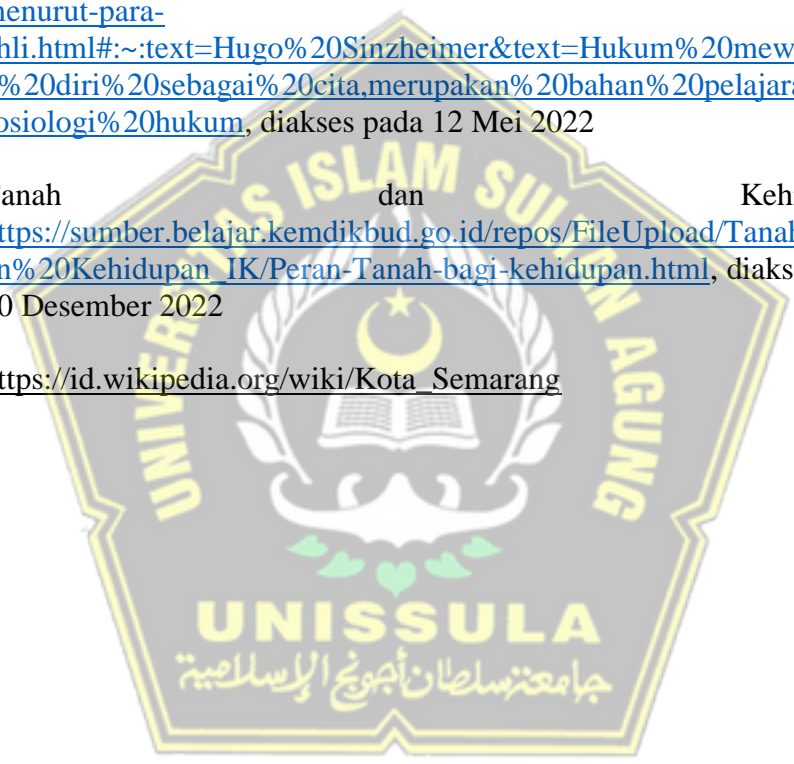 menurut-para-
hli.html#:~:text=Hugo%20Sinzheimer&text=Hukum%20mew
%20diri%20sebagai%20cita,merupakan%20bahan%20pelajara
osiologi%20hukum, diakses pada 12 Mei 2022
anah dan Keh
ttps://sumber.belajar.kemdikbud.go.id/repos/FileUpload/Tanah
n%20Kehidupan_IK/Peran-Tanah-bagi-kehidupan.html, diaks
0 Desember 2022
ttps://id.wikipedia.org/wiki/Kota_Semarang
UNIVERSITAS ISLAM SULTAN AGUNG
UNISSULA
جامعة سلطان أجونج الإسلامية